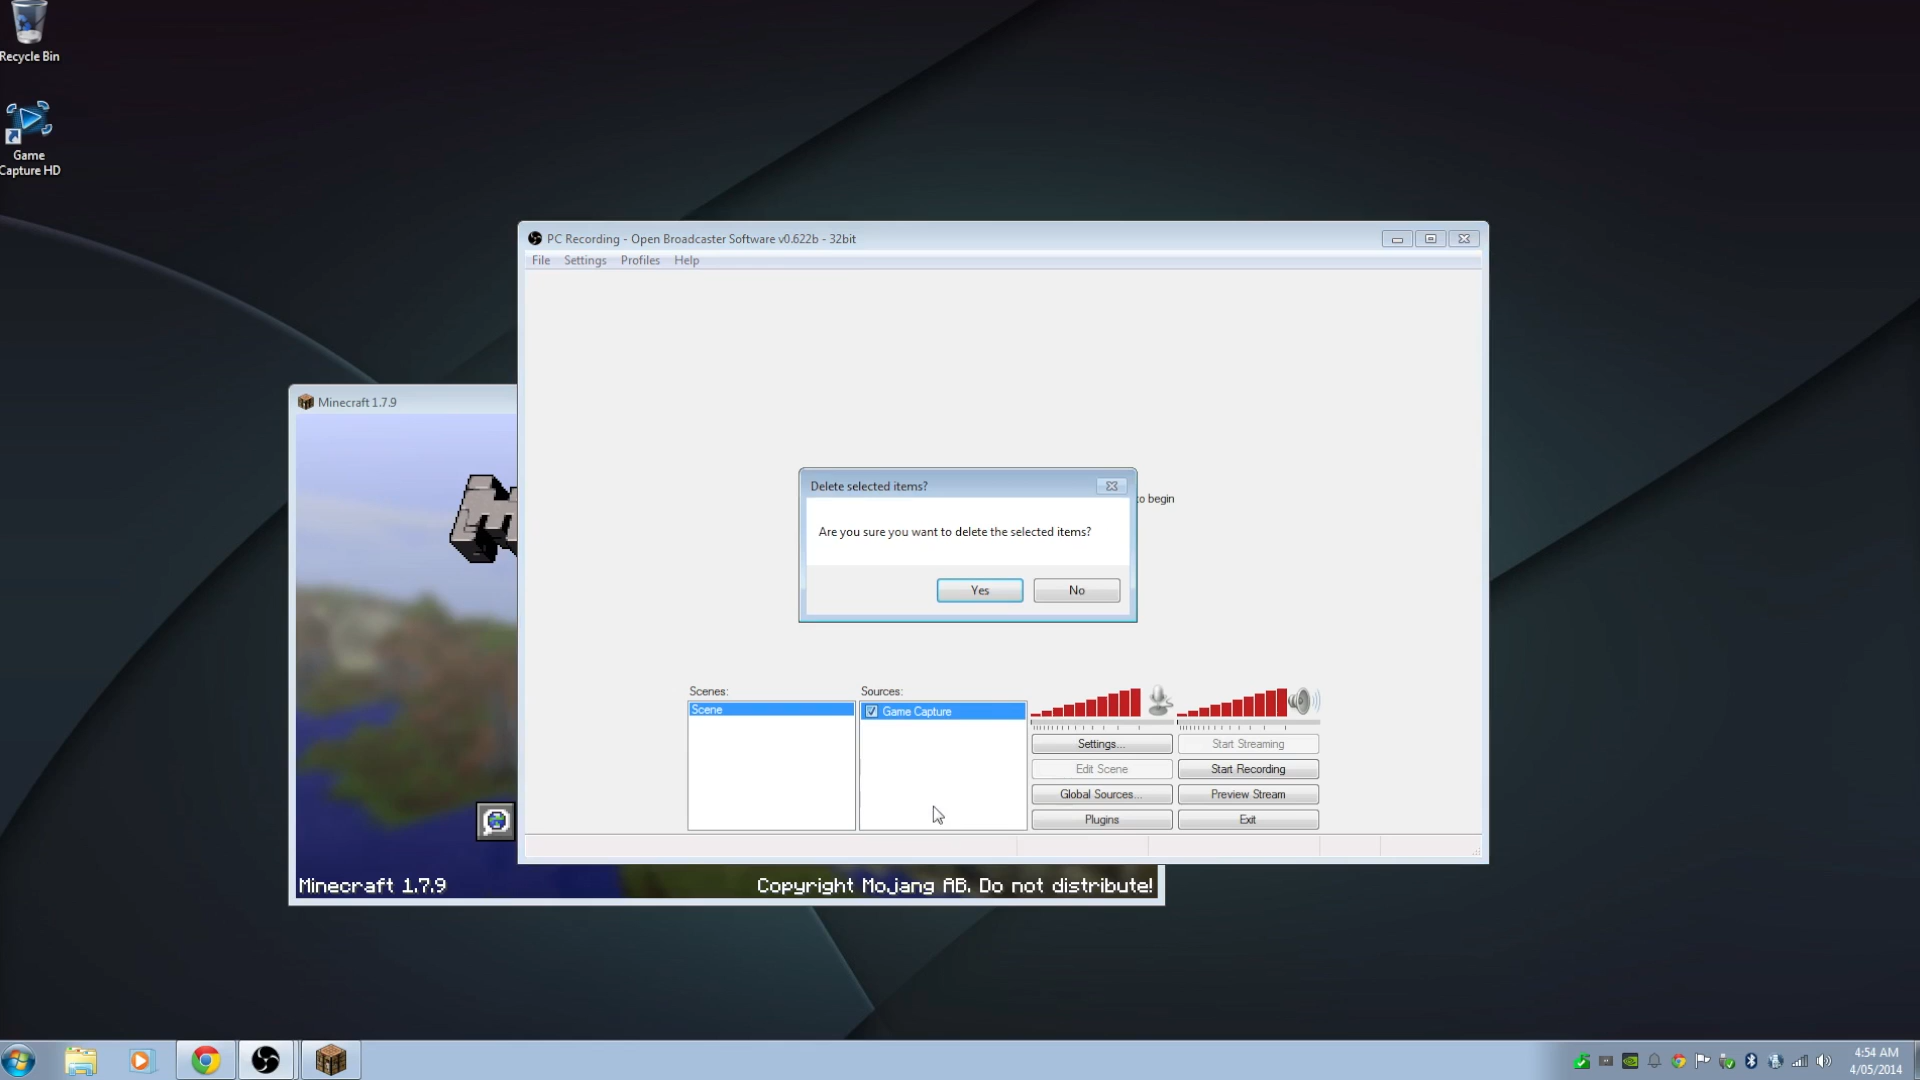 Recycle Bin
Game
Capture HD
PC Recording - Open Broadcaster Software v0.622b - 32bit
File Settings Profiles Help
Minecraft 1.7.9
to begin
Delete selected items?
Are you sure you want to delete the selected items?
Yes No
Scenes:
Scene
Sources:
Game Capture
Settings... Start Streaming
Edit Scene Start Recording
Global Sources... Preview Stream
Plugins Exit
Minecraft 1.7.9
Copyright Mojang AB. Do not distribute!
4:54 AM
4/05/2014